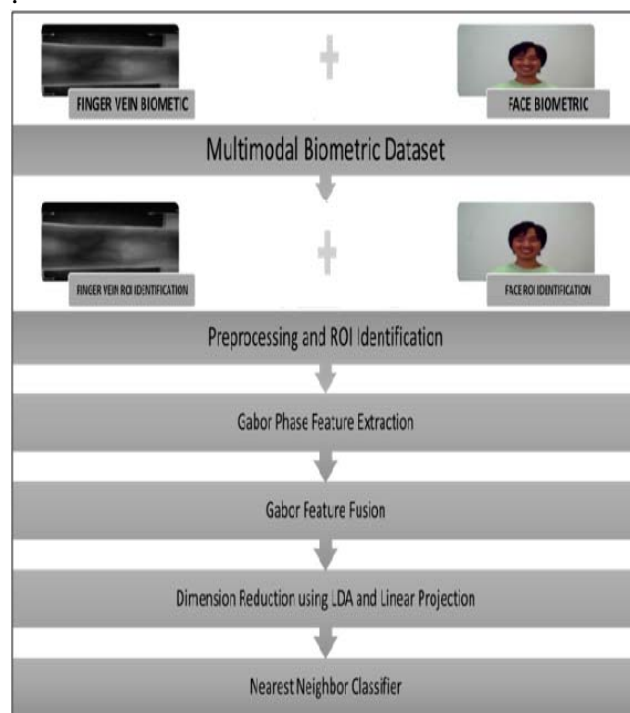 FINGER VEIN BIOMETIC
FACE BIOMETRIC
Multimodal Biometric Dataset
FINGER VEIN ROI IDENTIFICATION
FACE ROI IDENTIFICATION
Preprocessing and ROI Identification
Gabor Phase Feature Extraction
Gabor Feature Fusion
Dimension Reduction using LDA and Linear Projection
Nearest Neighbor Classifier